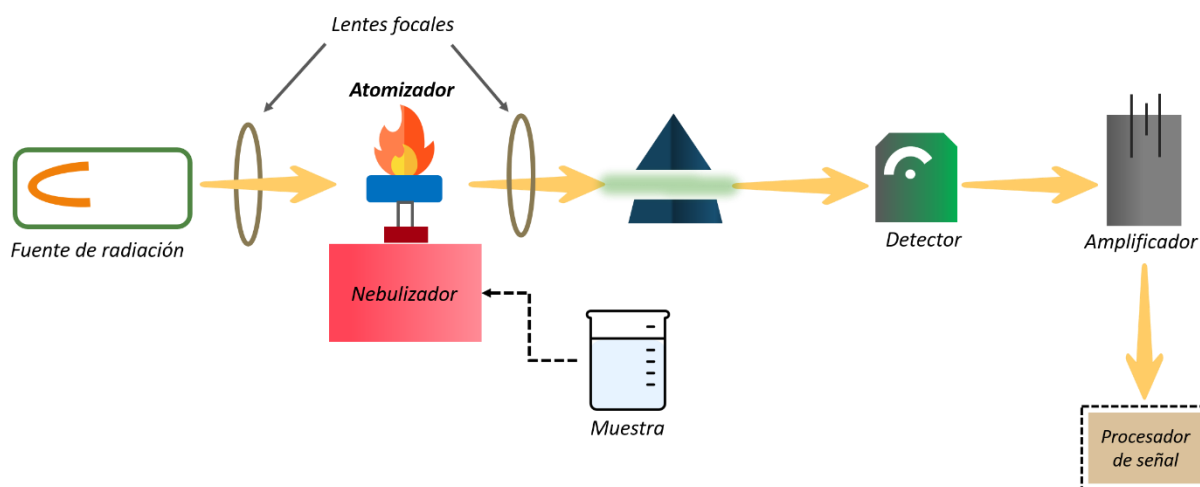 Lentes focales
Atomizador
Fuente de radiación
Nebulizador
Muestra
Detector
Amplificador
Procesador
de señal